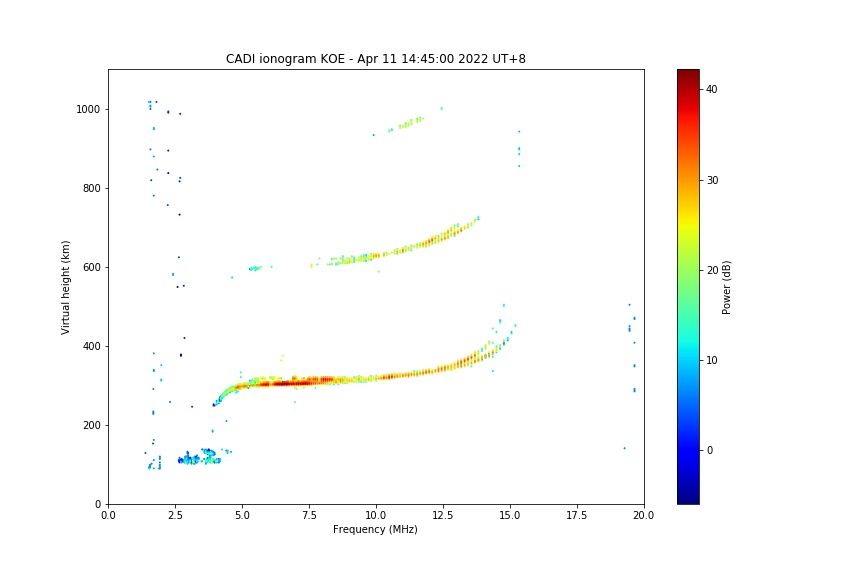 CADI ionogram KOE - Apr 11 14:45:00 2022 UT+8
1000
800
600
400
200
0
Virtual height (km)
0.0 2.5 5.0 7.5 10.0 12.5 15.0 17.5 20.0
Frequency (MHz)
40
30
20
10
0
Power (dB)